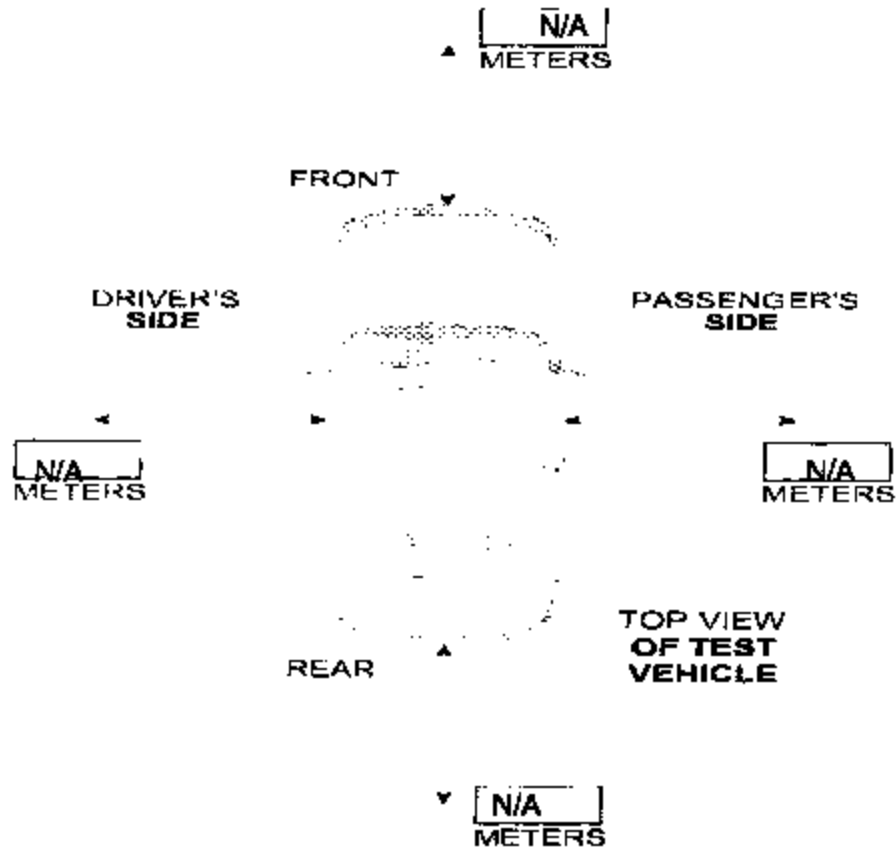 N/A
METERS
FRONT
DRIVER'S
SIDE
PASSENGER'S
SIDE
N/A
METERS
N/A
METERS
TOP VIEW
OF TEST
VEHICLE
REAR
N/A
METERS